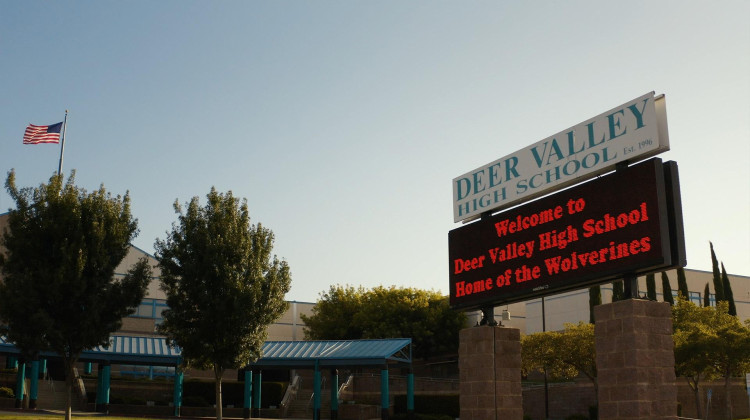 DEER VALLEY
HIGH SCHOOL Est. 1996
Welcome to
Deer Valley High School
Home of the Wolverines